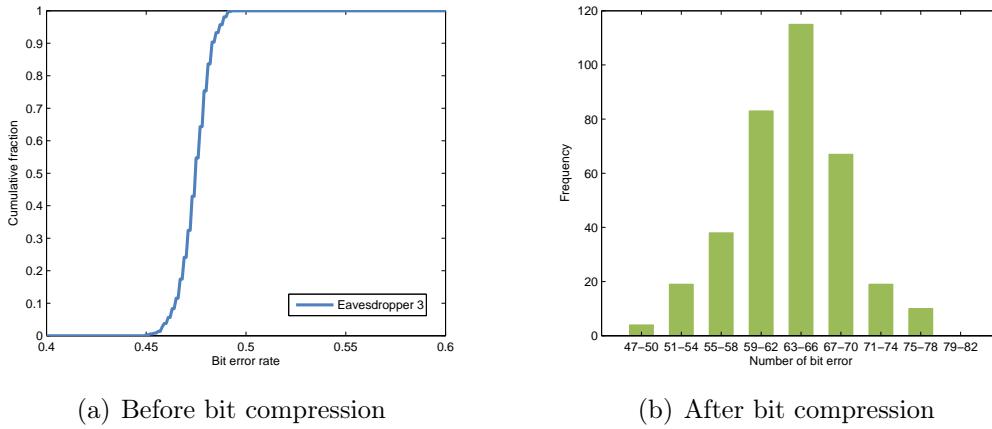 1
0.9
0.8
0.7
0.6
0.5
0.4
0.3
0.2
0.1
0
Cumulative fraction
Eavesdropper 3
0.4 0.45 0.5 0.55 0.6
Bit error rate
(a) Before bit compression
120
100
80
60
40
20
0
Frequency
47–50 51–54 55–58 59–62 63–66 67–70 71–74 75–78 79–82
Number of bit error
(b) After bit compression